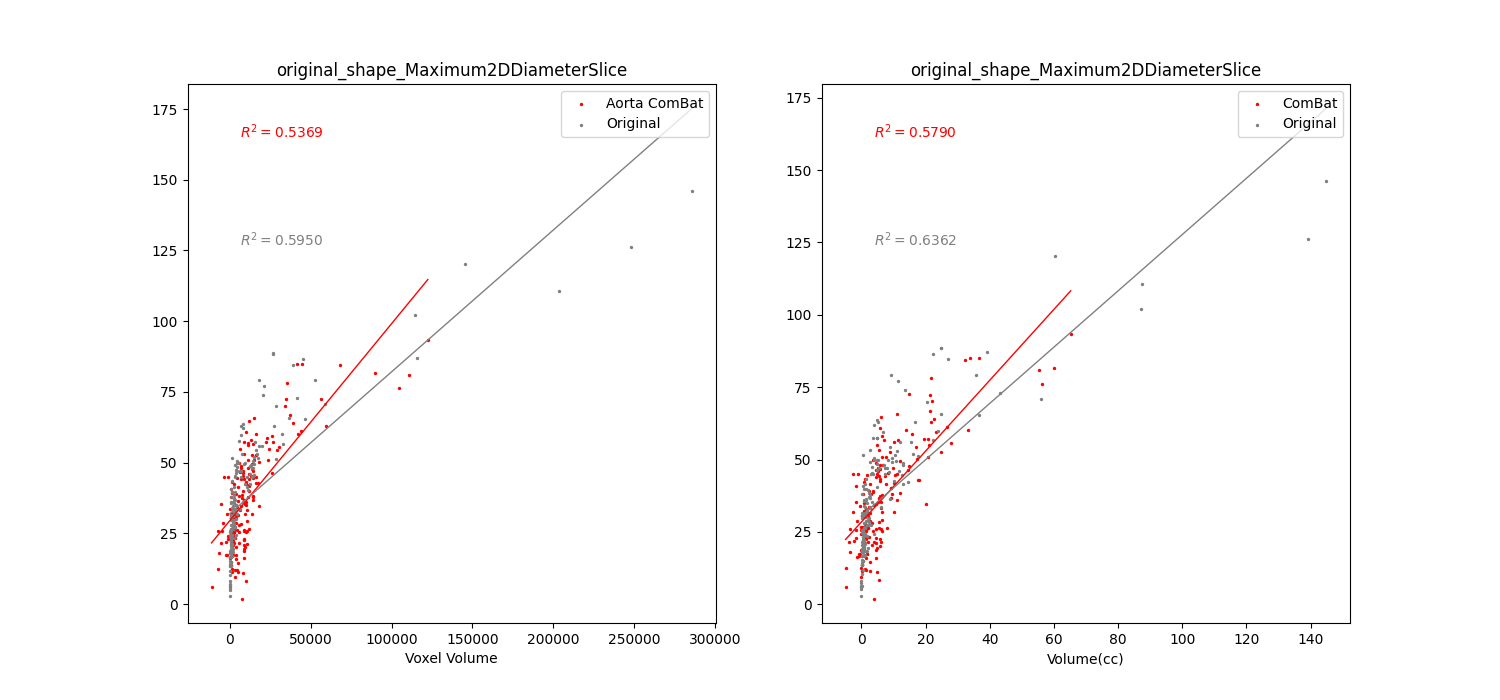 original_shape_Maximum2DDiameterSlice
175
150
125
100
75
50
25
0
R² = 0.5369
R² = 0.5950
Aorta ComBat
Original
0 50000 100000 150000 200000 250000 300000
Voxel Volume
original_shape_Maximum2DDiameterSlice
175
150
125
100
75
50
25
0
R² = 0.5790
R² = 0.6362
ComBat
Original
0 20 40 60 80 100 120 140
Volume(cc)